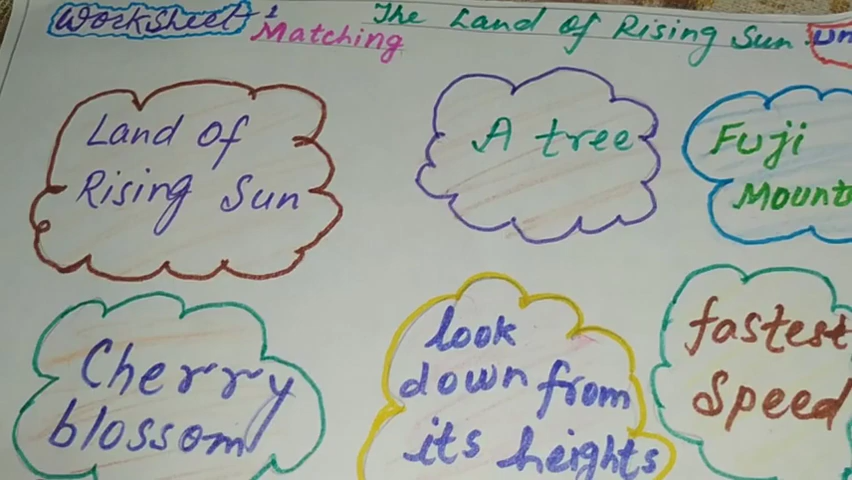 Worksheet 1
Matching
The Land of Rising Sun
Land of
Rising Sun
A tree
Fuji
Cherry
blossom
look
down from
its heights
fastest
Speed